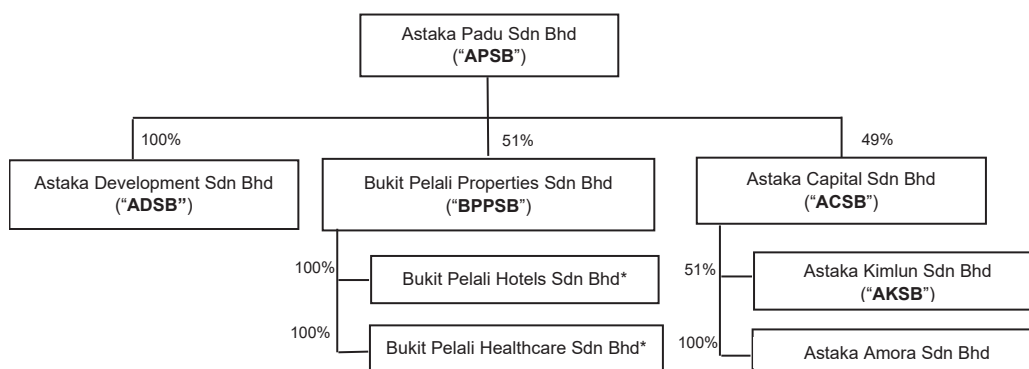 Astaka Padu Sdn Bhd
(“APSB”)
100%
51%
49%
Astaka Development Sdn Bhd
(“ADSB”)
Bukit Pelali Properties Sdn Bhd
(“BPPSB”)
Astaka Capital Sdn Bhd
(“ACSB”)
100%
Bukit Pelali Hotels Sdn Bhd*
51%
Astaka Kimlun Sdn Bhd
(“AKSB”)
100%
Bukit Pelali Healthcare Sdn Bhd*
100%
Astaka Amora Sdn Bhd